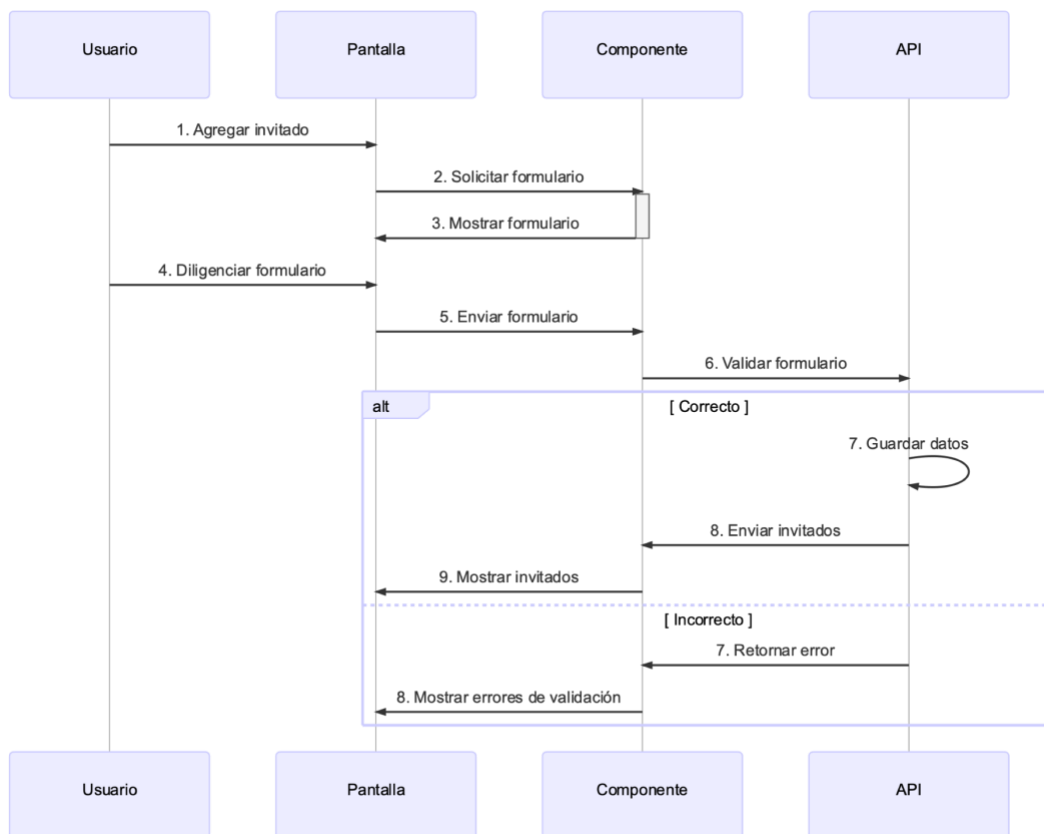 Usuario
Pantalla
Componente
API
1. Agregar invitado
2. Solicitar formulario
3. Mostrar formulario
4. Diligenciar formulario
5. Enviar formulario
6. Validar formulario
alt
[ Correcto ]
7. Guardar datos
8. Enviar invitados
9. Mostrar invitados
[ Incorrecto ]
7. Retornar error
8. Mostrar errores de validación
Usuario
Pantalla
Componente
API